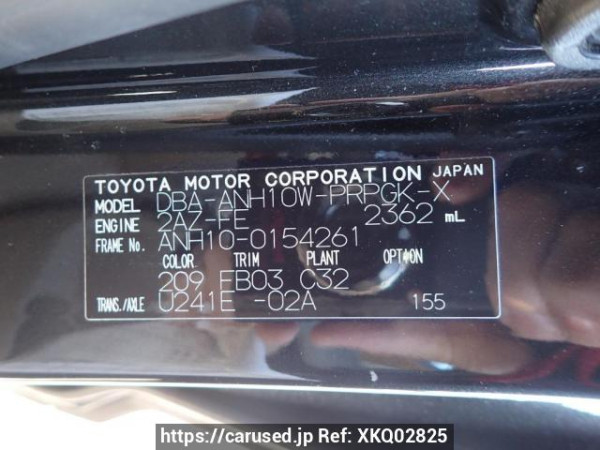 TOYOTA MOTOR CORPORATION JAPAN
MODEL DBA-ANH10W-PRPGK-X
ENGINE 2AZ-FE 2362 mL
FRAME No. ANH10-0154261
COLOR TRIM PLANT OPTION
209 FB03 C32
TRANS./AXLE U241E -02A 155
https://carused.jp Ref: XKQ02825